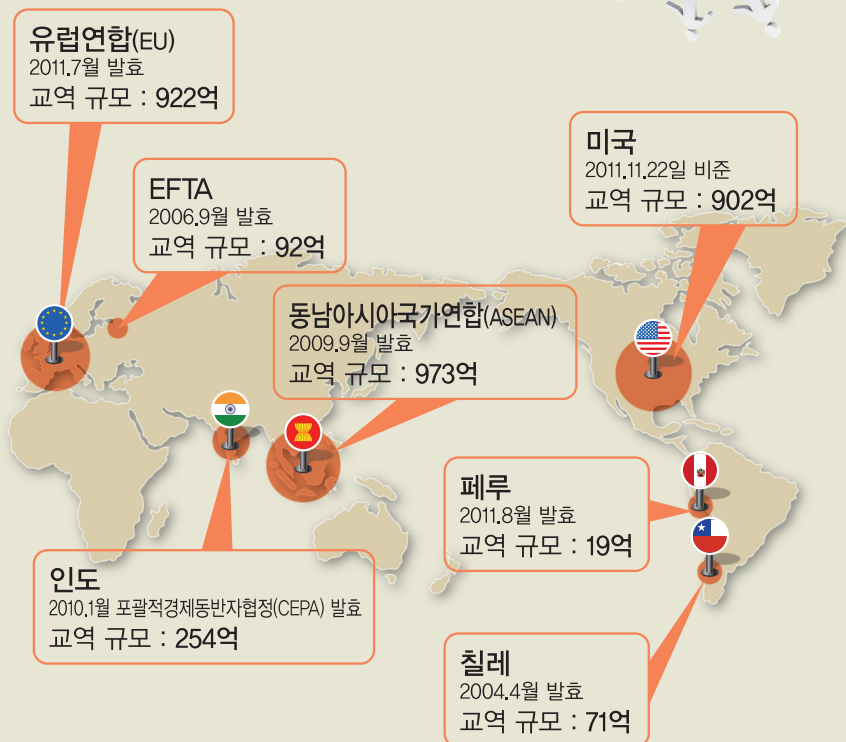 유럽연합(EU)
2011.7월 발효
교역 규모 : 922억
EFTA
2006.9월 발효
교역 규모 : 92억
미국
2011.11.22일 비준
교역 규모 : 902억
동남아시아국가연합(ASEAN)
2009.9월 발효
교역 규모 : 973억
인도
2010.1월 포괄적경제동반자협정(CEPA) 발효
교역 규모 : 254억
페루
2011.8월 발효
교역 규모 : 19억
칠레
2004.4월 발효
교역 규모 : 71억